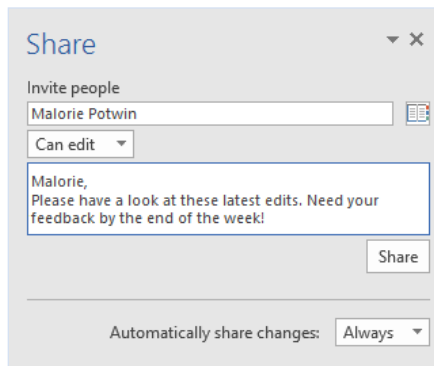 Share
Invite people
Malorie Potwin
Can edit
Malorie,
Please have a look at these latest edits. Need your
feedback by the end of the week!
Share
Automatically share changes: Always